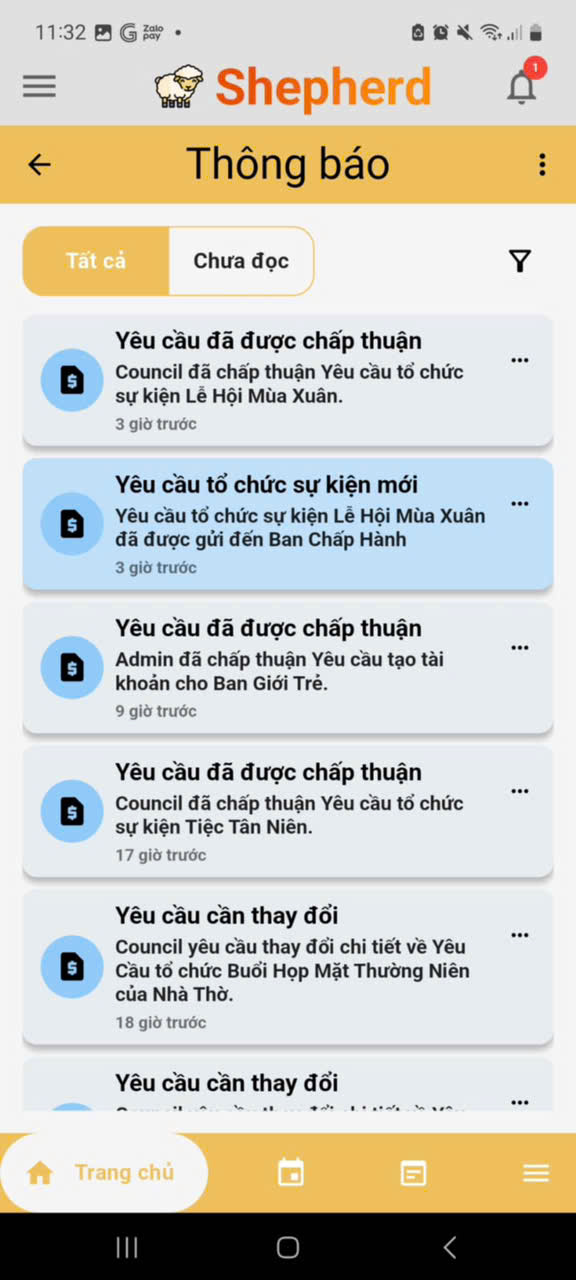 11:32
Zalo pay
Shepherd
1
Thông báo
Tất cả
Chưa đọc
Yêu cầu đã được chấp thuận
Council đã chấp thuận Yêu cầu tổ chức
sự kiện Lễ Hội Mùa Xuân.
3 giờ trước
Yêu cầu tổ chức sự kiện mới
Yêu cầu tổ chức sự kiện Lễ Hội Mùa Xuân
đã được gửi đến Ban Chấp Hành
3 giờ trước
Yêu cầu đã được chấp thuận
Admin đã chấp thuận Yêu cầu tạo tài
khoản cho Ban Giới Trẻ.
9 giờ trước
Yêu cầu đã được chấp thuận
Council đã chấp thuận Yêu cầu tổ chức
sự kiện Tiệc Tân Niên.
17 giờ trước
Yêu cầu cần thay đổi
Council yêu cầu thay đổi chi tiết về Yêu
Cầu tổ chức Buổi Họp Mặt Thường Niên
của Nhà Thờ.
18 giờ trước
Yêu cầu cần thay đổi
Trang chủ